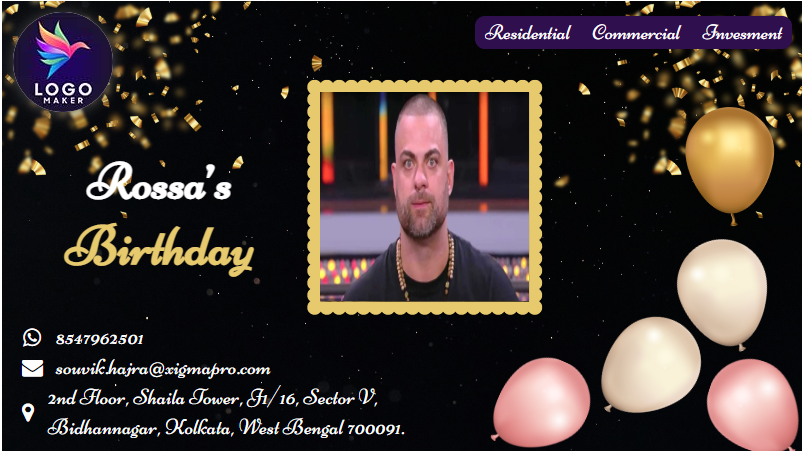 LOGO
MAKER
Residential Commercial Invesment
Rossa's
Birthday
8547962501
souvik.hajra@xigmapro.com
2nd Floor, Shaila Tower, J1/16, Sector V,
Bidhannagar, Kolkata, West Bengal 700091.